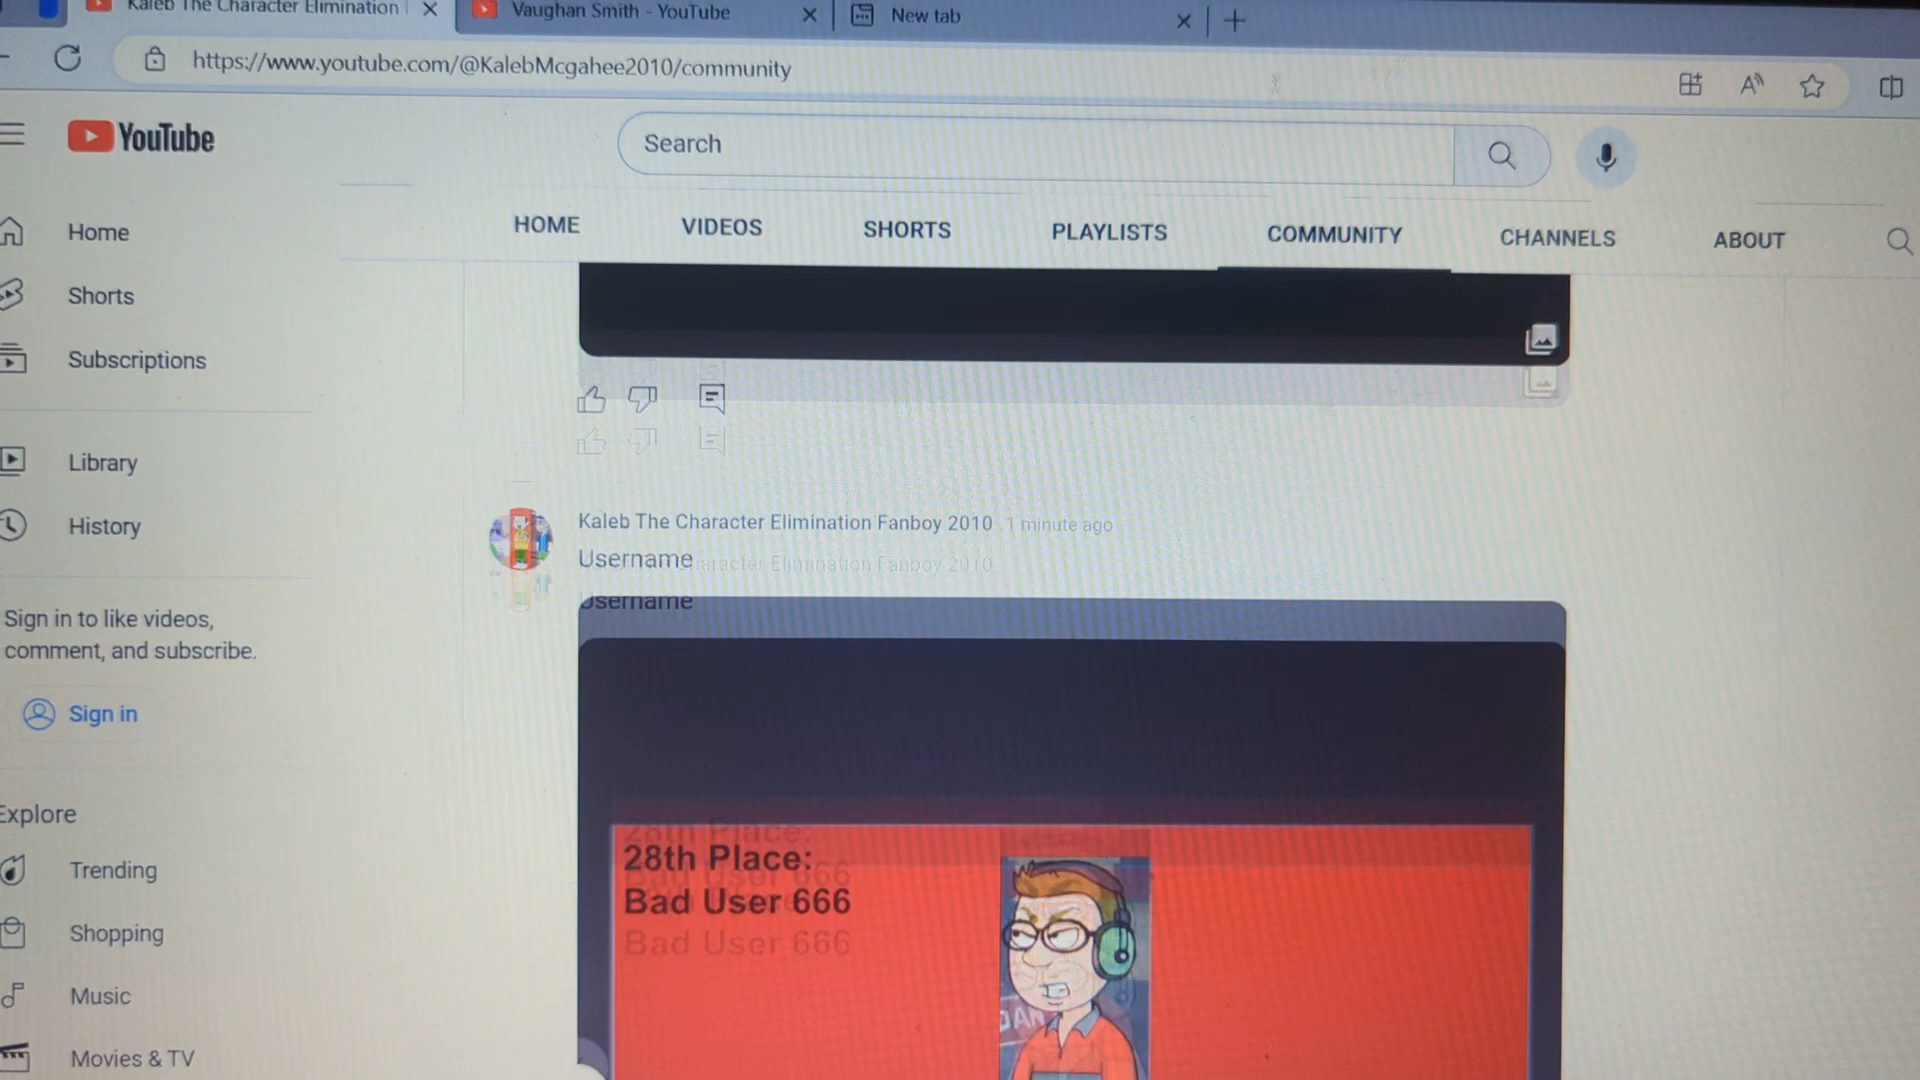 Kaleb The Character Elimination
Vaughan Smith - YouTube
New tab
https://www.youtube.com/@KalebMcgahee2010/community
YouTube
Search
HOME
VIDEOS
SHORTS
PLAYLISTS
COMMUNITY
CHANNELS
ABOUT
Home
Shorts
Subscriptions
Library
History
Sign in to like videos,
comment, and subscribe.
Sign in
Explore
Trending
Shopping
Music
Movies & TV
Kaleb The Character Elimination Fanboy 2010 1 minute ago
Username
28th Place:
Bad User 666